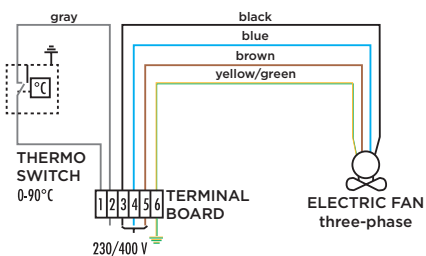 gray
black
blue
brown
yellow/green
°C
THERMO
SWITCH
0-90°C
1 2 3 4 5 6
TERMINAL
BOARD
230/400 V
ELECTRIC FAN
three-phase